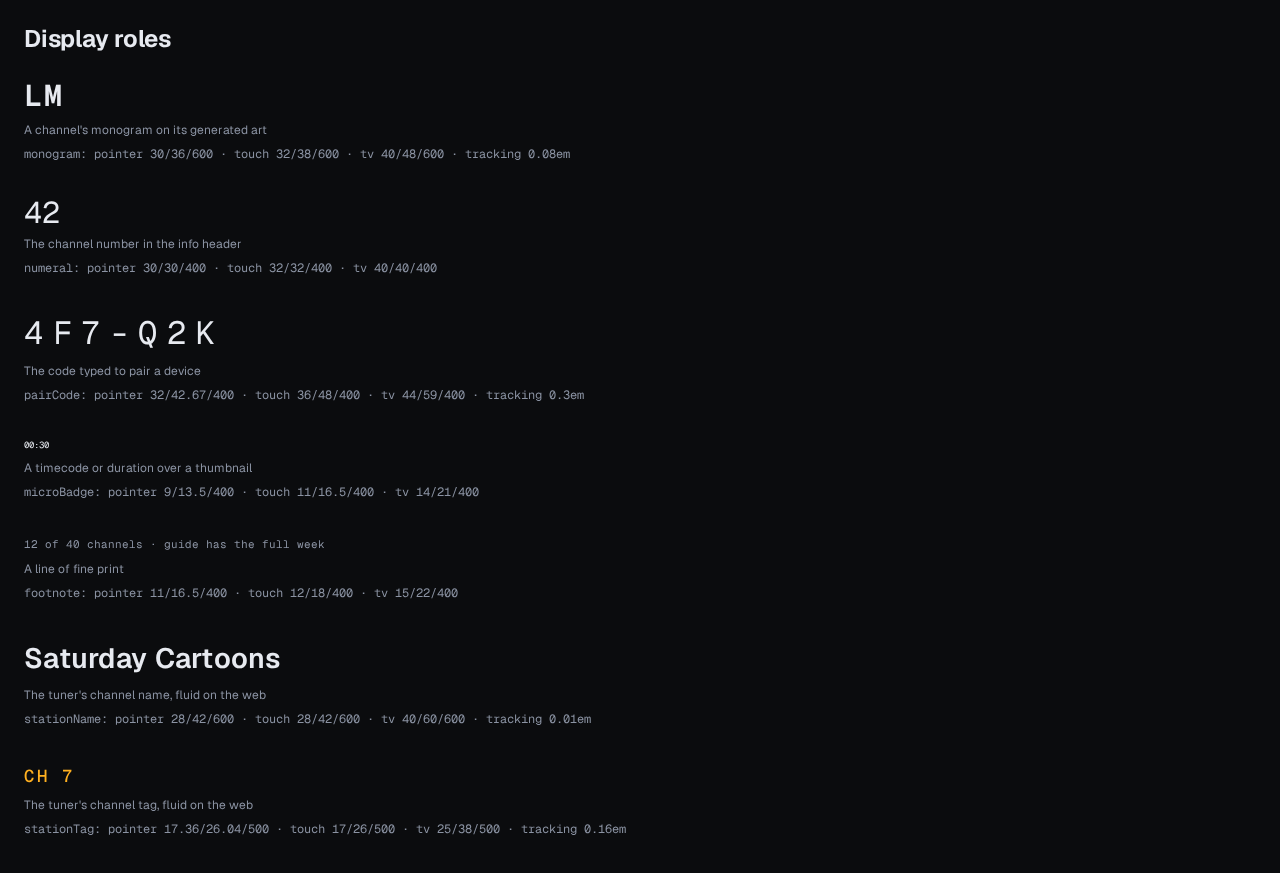 Display roles
LM
A channel's monogram on its generated art
monogram: pointer 30/36/600 · touch 32/38/600 · tv 40/48/600 · tracking 0.08em
42
The channel number in the info header
numeral: pointer 30/30/400 · touch 32/32/400 · tv 40/40/400
4F7-Q2K
The code typed to pair a device
pairCode: pointer 32/42.67/400 · touch 36/48/400 · tv 44/59/400 · tracking 0.3em
00:30
A timecode or duration over a thumbnail
microBadge: pointer 9/13.5/400 · touch 11/16.5/400 · tv 14/21/400
12 of 40 channels · guide has the full week
A line of fine print
footnote: pointer 11/16.5/400 · touch 12/18/400 · tv 15/22/400
Saturday Cartoons
The tuner's channel name, fluid on the web
stationName: pointer 28/42/600 · touch 28/42/600 · tv 40/60/600 · tracking 0.01em
CH 7
The tuner's channel tag, fluid on the web
stationTag: pointer 17.36/26.04/500 · touch 17/26/500 · tv 25/38/500 · tracking 0.16em